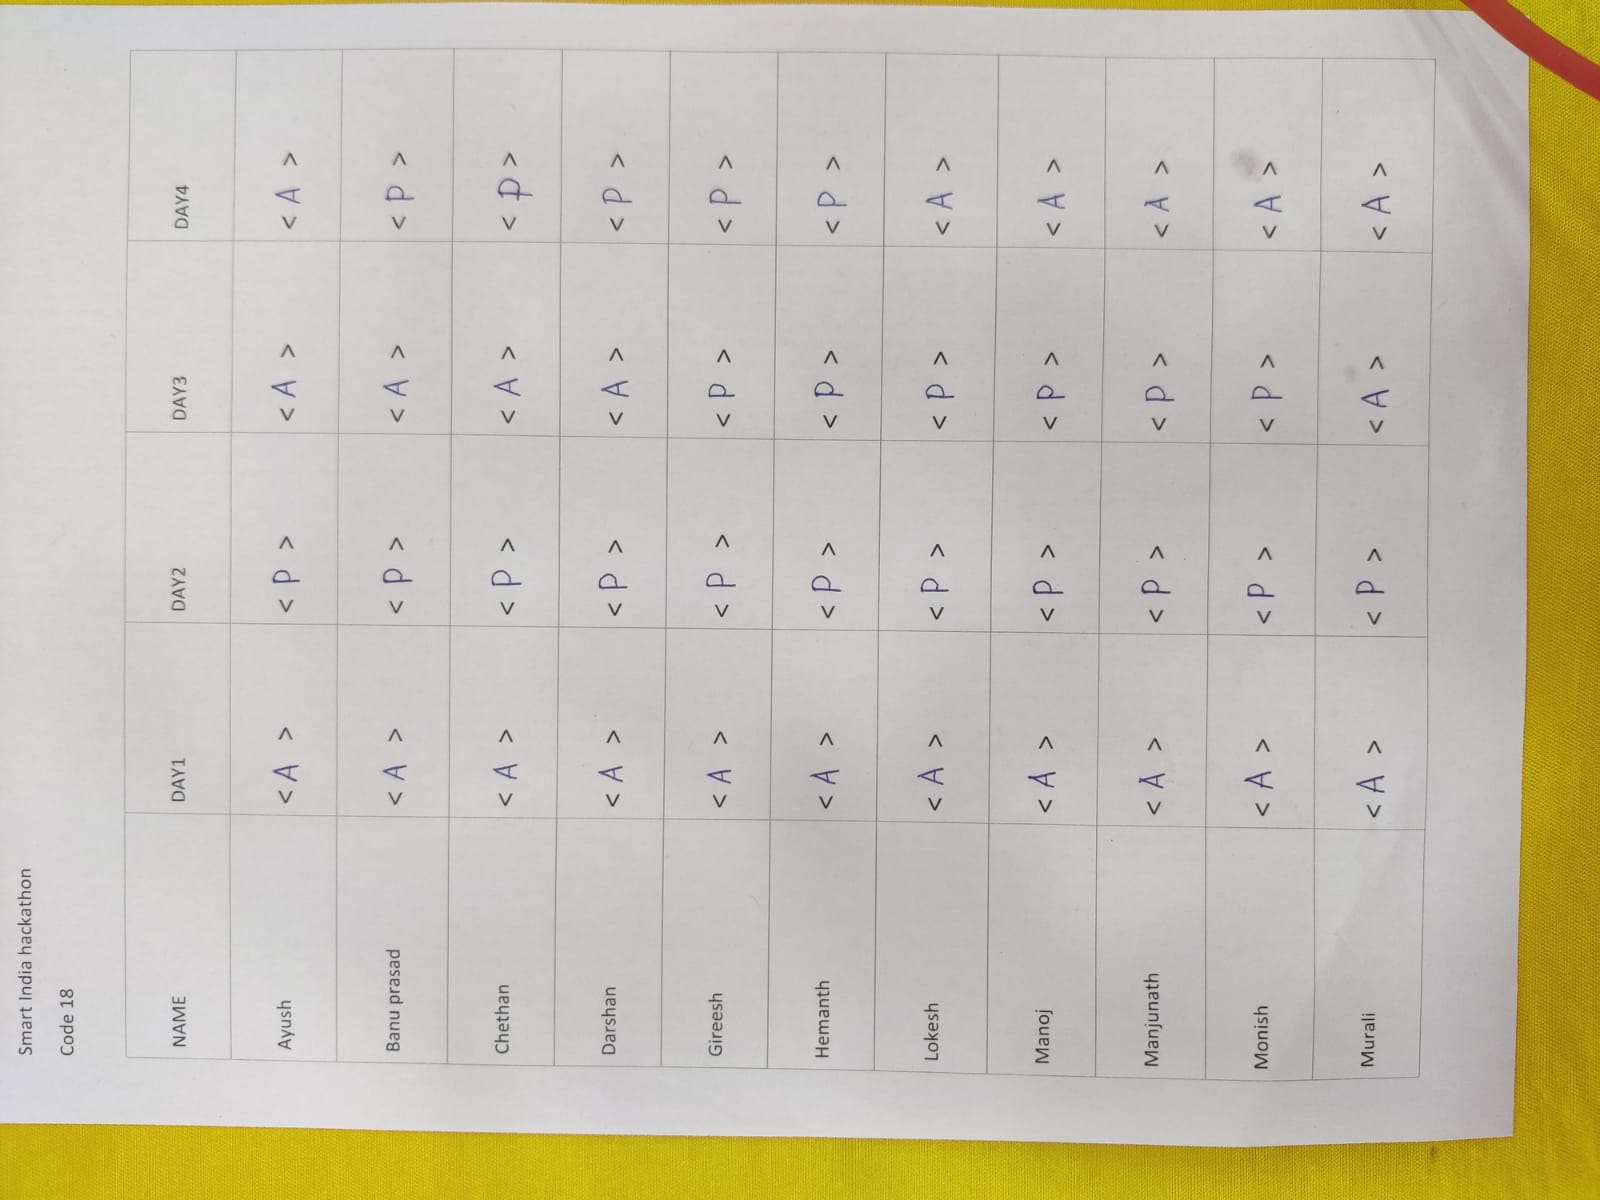 Smart India hackathon
Code 18
NAME DAY1 DAY2 DAY3 DAY4
Ayush < A > < P > < A > < A >
Banu prasad < A > < P > < A > < P >
Chethan < A > < P > < A > < P >
Darshan < A > < P > < A > < P >
Gireesh < A > < P > < P > < P >
Hemanth < A > < P > < P > < P >
Lokesh < A > < P > < P > < A >
Manoj < A > < P > < P > < A >
Manjunath < A > < P > < P > < A >
Monish < A > < P > < P > < A >
Murali < A > < P > < A > < A >